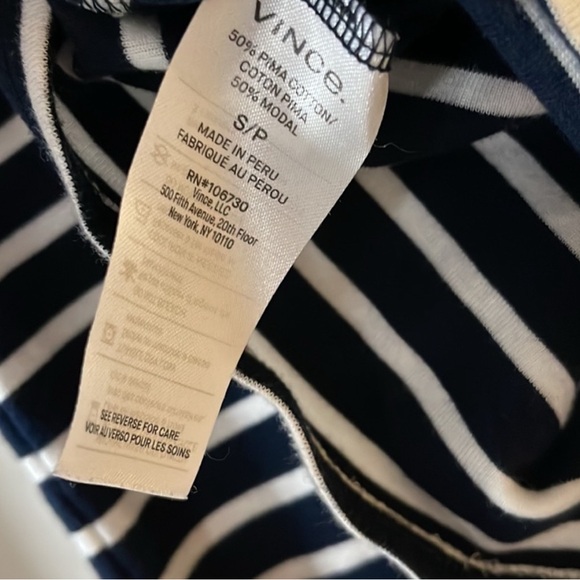 VINCE.
50% PIMA COTTON/
COTON PIMA
50% MODAL
S/P
MADE IN PERU
FABRIQUÉ AU PÉROU
RN#106730
Vince, LLC
500 Fifth Avenue, 20th Floor
New York, NY 10110
SEE REVERSE FOR CARE
VOIR AU VERSO POUR LES SOINS